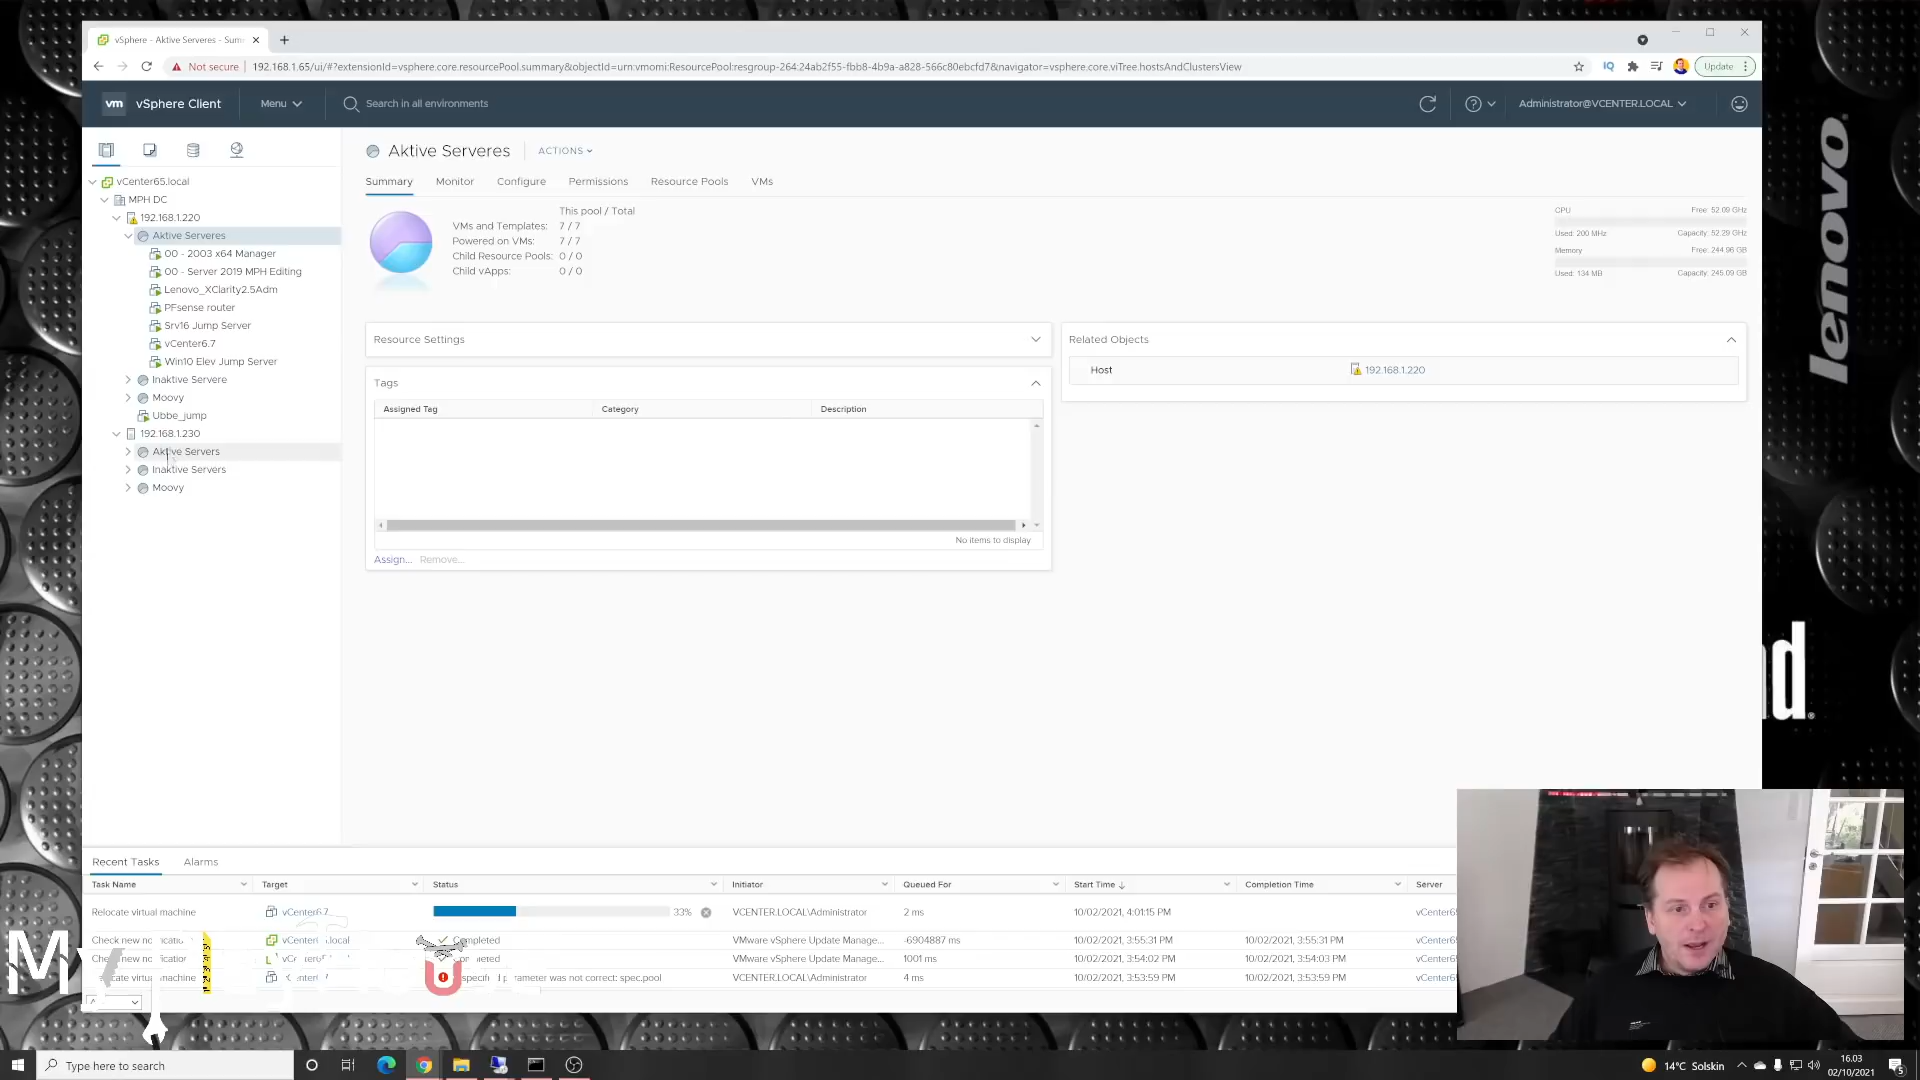 vSphere - Aktive Serveres - Sum
Not secure
192.168.1.65/ui/#?extensionId=vsphere.core.resourcePool.summary&objectId=urn:vmomi:ResourcePool:resgroup-264:24ab2f55-fbb8-4b9a-a828-566c80ebcfd7&navigator=vsphere.core.viTree.hostsAndClustersView
IQ
Update
vm vSphere Client
Menu
Search in all environments
Administrator@VCENTER.LOCAL
vCenter65.local
MPH DC
192.168.1.220
Aktive Serveres
00 - 2003 x64 Manager
00 - Server 2019 MPH Editing
Lenovo_XClarity2.5Adm
PFsense router
Srv16 Jump Server
vCenter6.7
Win10 Elev Jump Server
Inaktive Servere
Moovy
Ubbe_jump
192.168.1.230
Aktive Servers
Inaktive Servers
Moovy
Aktive Serveres
ACTIONS
Summary Monitor Configure Permissions Resource Pools VMs
This pool / Total
VMs and Templates: 7 / 7
Powered on VMs: 7 / 7
Child Resource Pools: 0 / 0
Child vApps: 0 / 0
CPU Free: 52.09 GHz
Used: 200 MHz Capacity: 52.29 GHz
Memory Free: 244.96 GB
Used: 134 MB Capacity: 245.09 GB
Resource Settings
Tags
Assigned Tag Category Description
No items to display
Assign... Remove...
Related Objects
Host 192.168.1.220
Recent Tasks Alarms
Task Name Target Status Initiator Queued For Start Time Completion Time Server
Relocate virtual machine vCenter6.7 33% VCENTER.LOCAL\Administrator 2 ms 10/02/2021, 4:01:15 PM
Check new Completed VMware vSphere Update Manage... -6904887 ms 10/02/2021, 3:55:31 PM 10/02/2021, 3:55:31 PM
VMware vSphere Update Manage... 1001 ms 10/02/2021, 3:54:02 PM 10/02/2021, 3:54:03 PM
virtual machine parameter was not correct: spec.pool VCENTER.LOCAL\Administrator 4 ms 10/02/2021, 3:53:59 PM 10/02/2021, 3:53:59 PM
lenovo
Type here to search
14°C Solskin
16.03
02/10/2021
5